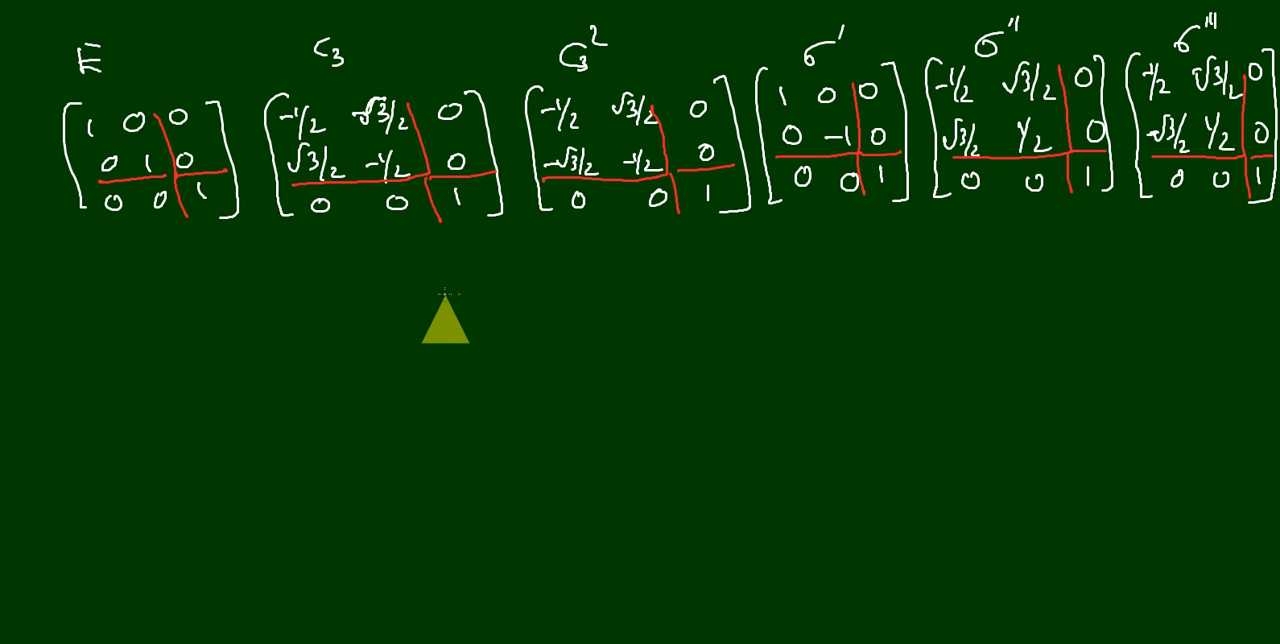 E C₃ C₃² σ' σ'' σ'''
1 0 0 -1/2 -√3/2 0 -1/2 √3/2 0 1 0 0 -1/2 √3/2 0 -1/2 -√3/2 0
0 1 0 √3/2 -1/2 0 -√3/2 -1/2 0 0 -1 0 √3/2 1/2 0 -√3/2 1/2 0
0 0 1 0 0 1 0 0 1 0 0 1 0 0 1 0 0 1